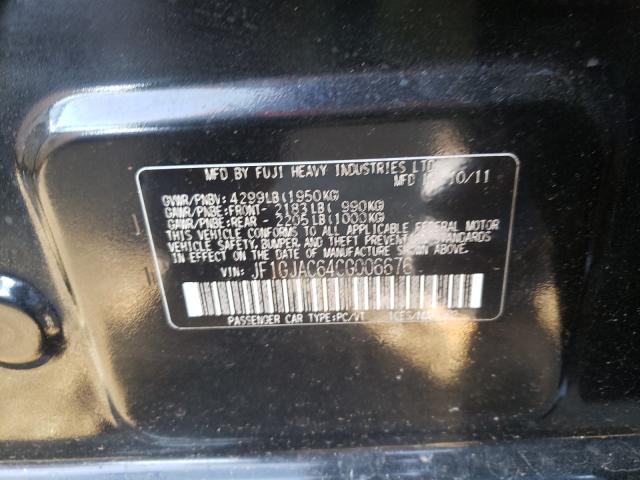 MFD BY FUJI HEAVY INDUSTRIES LTD
MFD 10/11
GVWR/PNBV: 4299LB(1950KG)
GAWR/PNBE:FRONT- 2183LB( 990KG)
GAWR/PNBE:REAR - 2205LB(1000KG)
THIS VEHICLE CONFORMS TO ALL APPLICABLE FEDERAL MOTOR
VEHICLE SAFETY, BUMPER, AND THEFT PREVENTION STANDARDS
IN EFFECT ON THE DATE OF MANUFACTURE SHOWN ABOVE.
VIN: JF1GJAC64CG006676
PASSENGER CAR TYPE:PC/VT